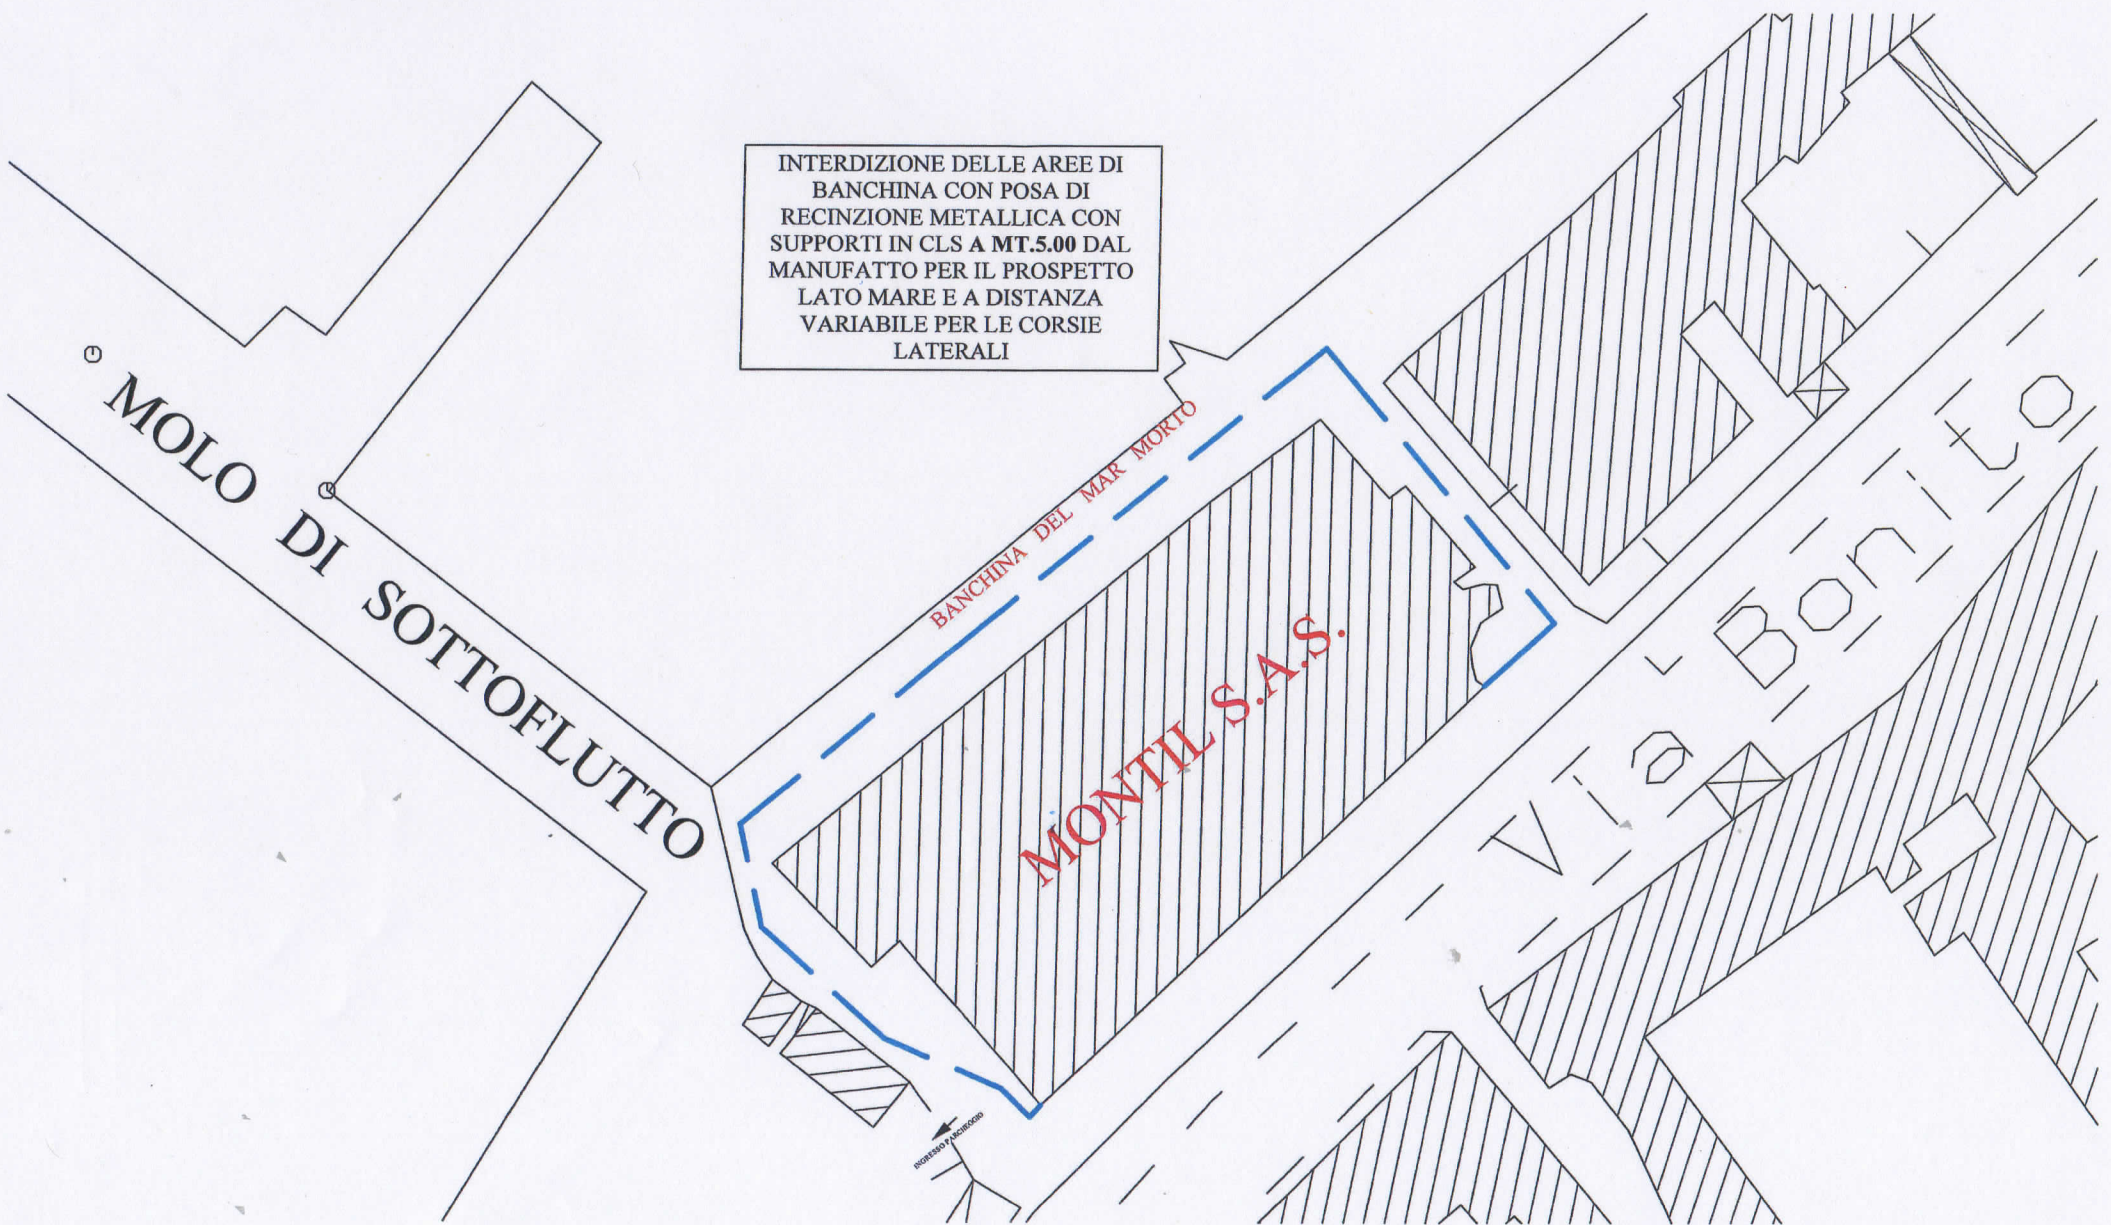 INTERDIZIONE DELLE AREE DI
BANCHINA CON POSA DI
RECINZIONE METALLICA CON
SUPPORTI IN CLS A MT.5.00 DAL
MANUFATTO PER IL PROSPETTO
LATO MARE E A DISTANZA
VARIABILE PER LE CORSIE
LATERALI
MOLO DI SOTTOFLUTTO
BANCHINA DEL MAR MORTO
MONTIL S.A.S.
Via L. Bonito
INGRESSO PARCHEGGIO